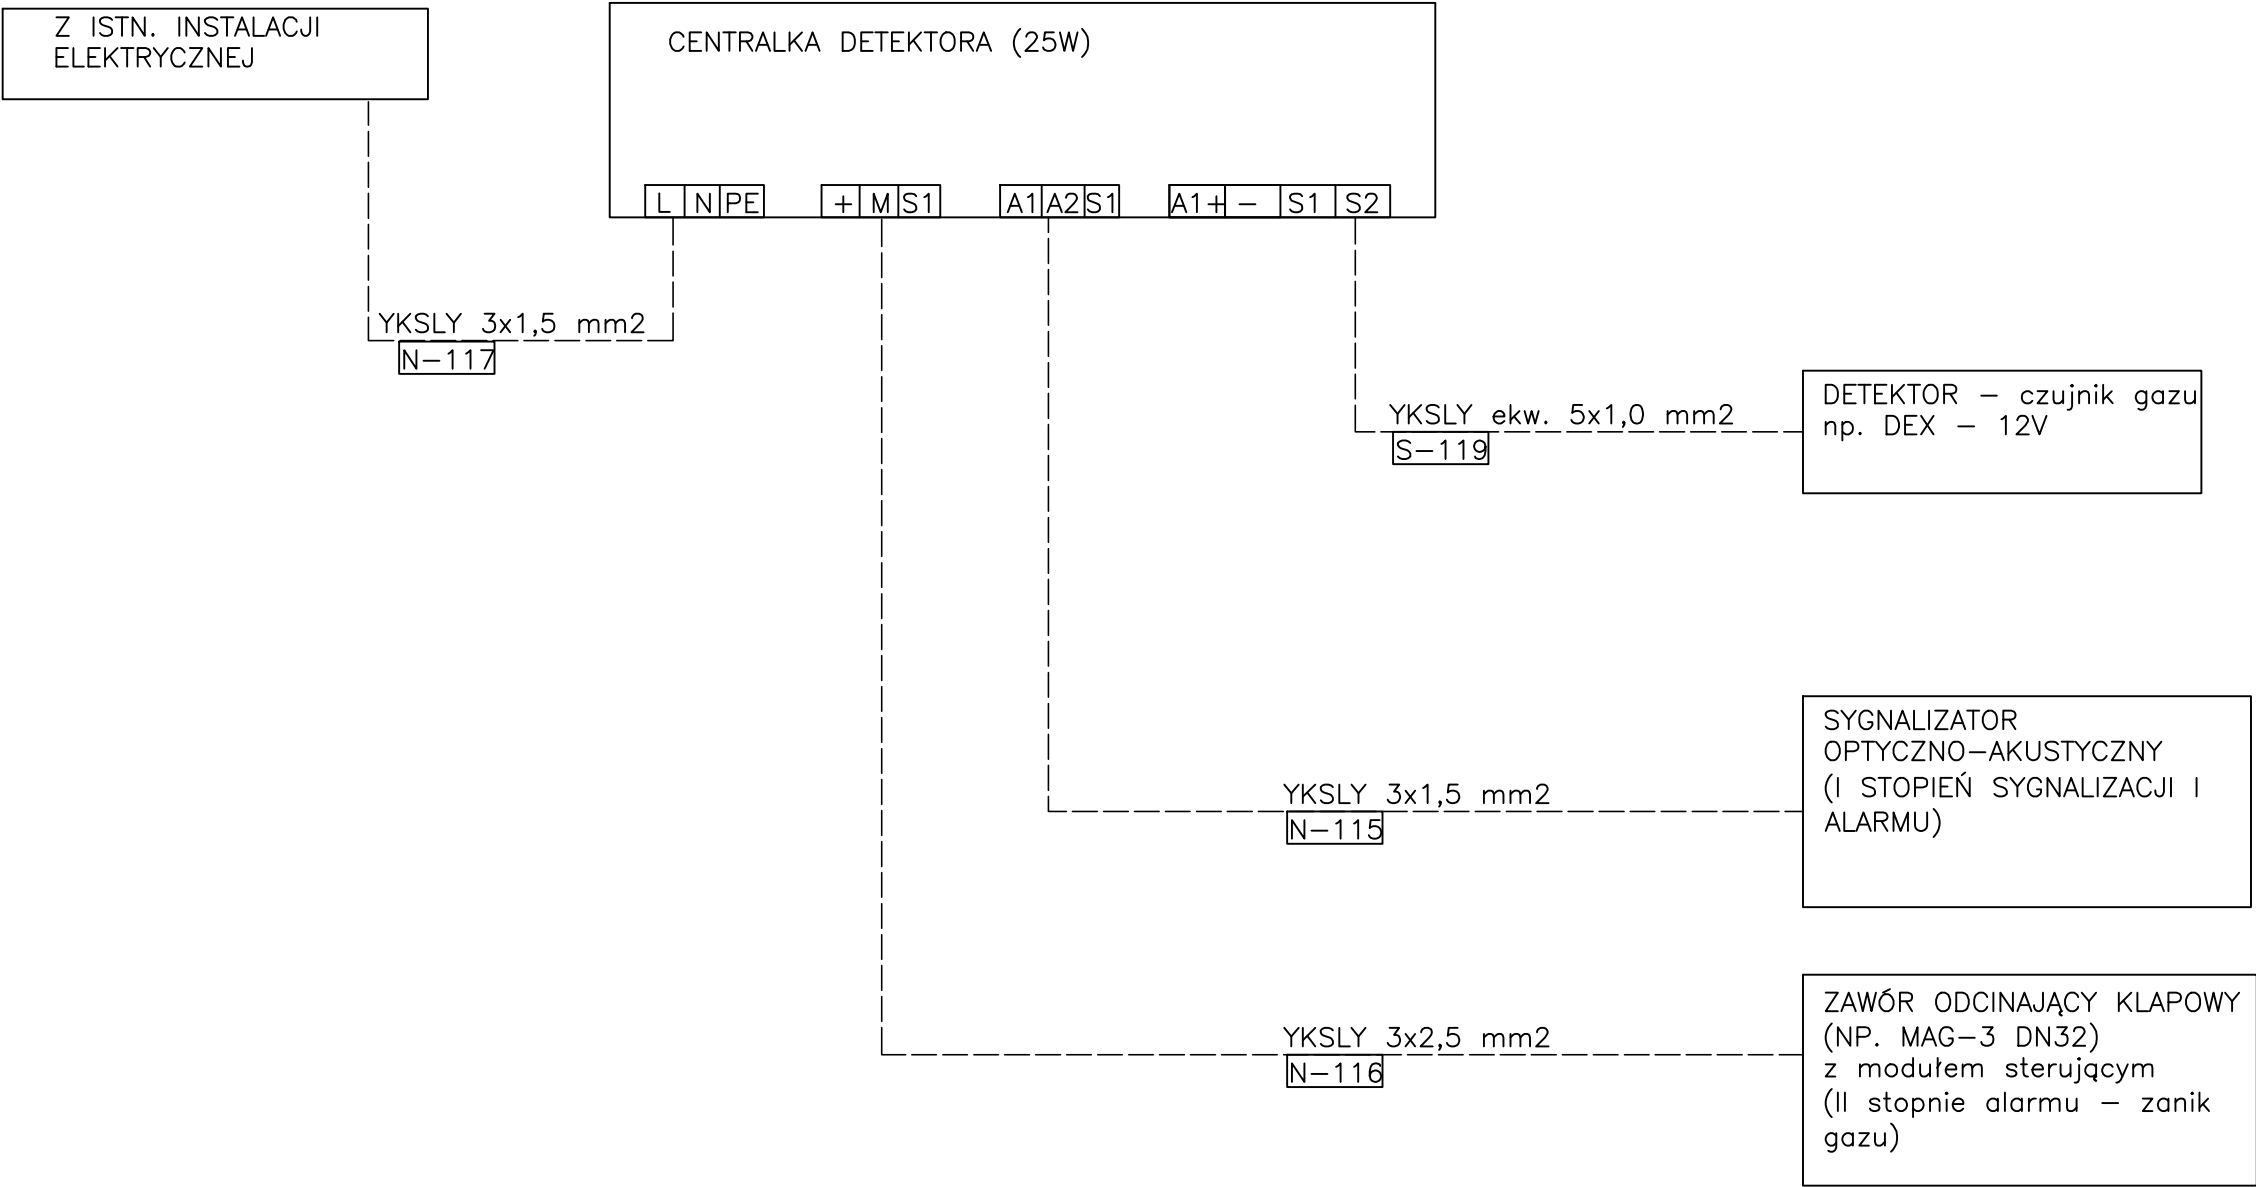 Z ISTN. INSTALACJI
ELEKTRYCZNEJ
CENTRALKA DETEKTORA (25W)
L N PE + M S1 A1 A2 S1 A1+ - S1 S2
YKSLY 3x1,5 mm2
N-117
DETEKTOR - czujnik gazu
np. DEX - 12V
YKSLY ekw. 5x1,0 mm2
S-119
SYGNALIZATOR
OPTYCZNO-AKUSTYCZNY
(I STOPIEŃ SYGNALIZACJI I
ALARMU)
YKSLY 3x1,5 mm2
N-115
ZAWÓR ODCINAJĄCY KLAPOWY
(NP. MAG-3 DN32)
z modułem sterującym
(II stopnie alarmu - zanik
gazu)
YKSLY 3x2,5 mm2
N-116